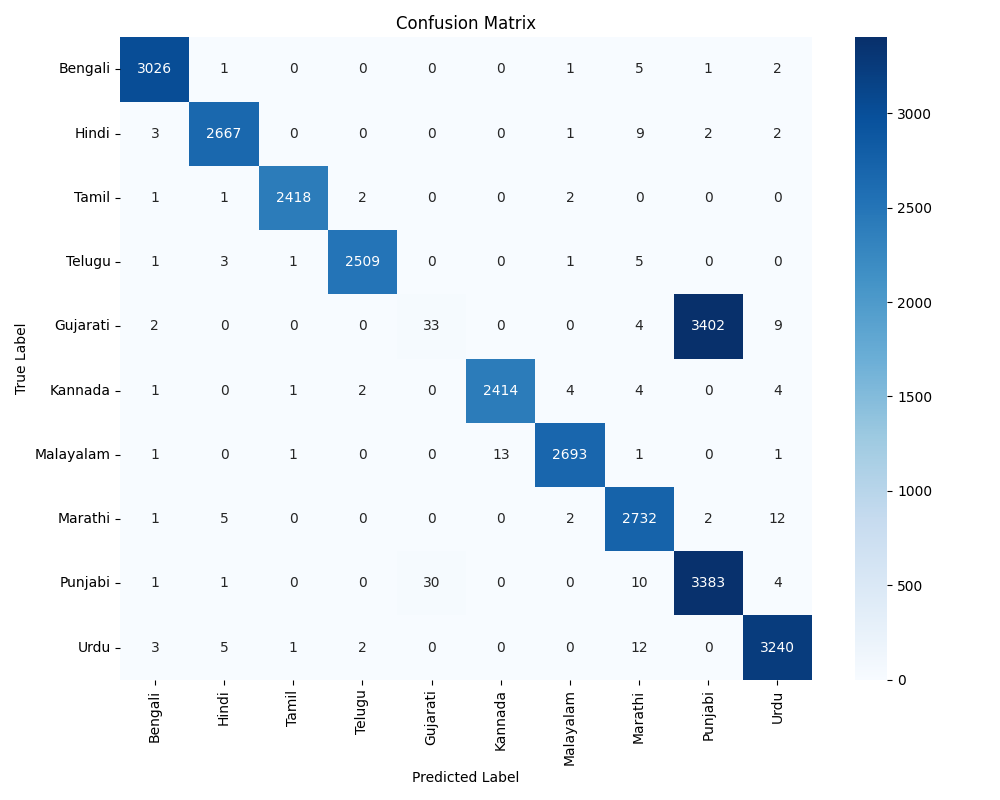 Confusion Matrix
Bengali 3026 1 0 0 0 0 1 5 1 2
Hindi 3 2667 0 0 0 0 1 9 2 2
Tamil 1 1 2418 2 0 0 2 0 0 0
Telugu 1 3 1 2509 0 0 1 5 0 0
Gujarati 2 0 0 0 33 0 0 4 3402 9
Kannada 1 0 1 2 0 2414 4 4 0 4
Malayalam 1 0 1 0 0 13 2693 1 0 1
Marathi 1 5 0 0 0 0 2 2732 2 12
Punjabi 1 1 0 0 30 0 0 10 3383 4
Urdu 3 5 1 2 0 0 0 12 0 3240
True Label
Bengali Hindi Tamil Telugu Gujarati Kannada Malayalam Marathi Punjabi Urdu
Predicted Label
3000
2500
2000
1500
1000
500
0